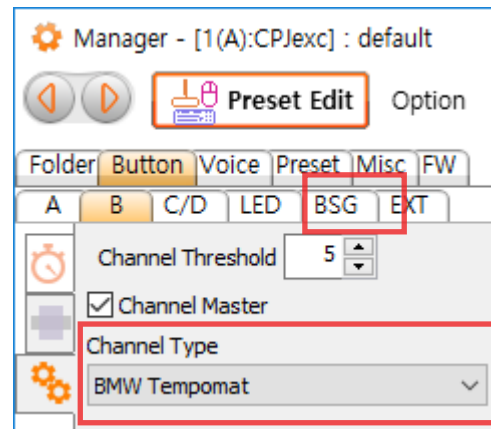 Manager - [1(A):CPJexc] : default
Preset Edit Option
Folder Button Voice Preset Misc FW
A B C/D LED BSG EXT
Channel Threshold 5
Channel Master
Channel Type
BMW Tempomat